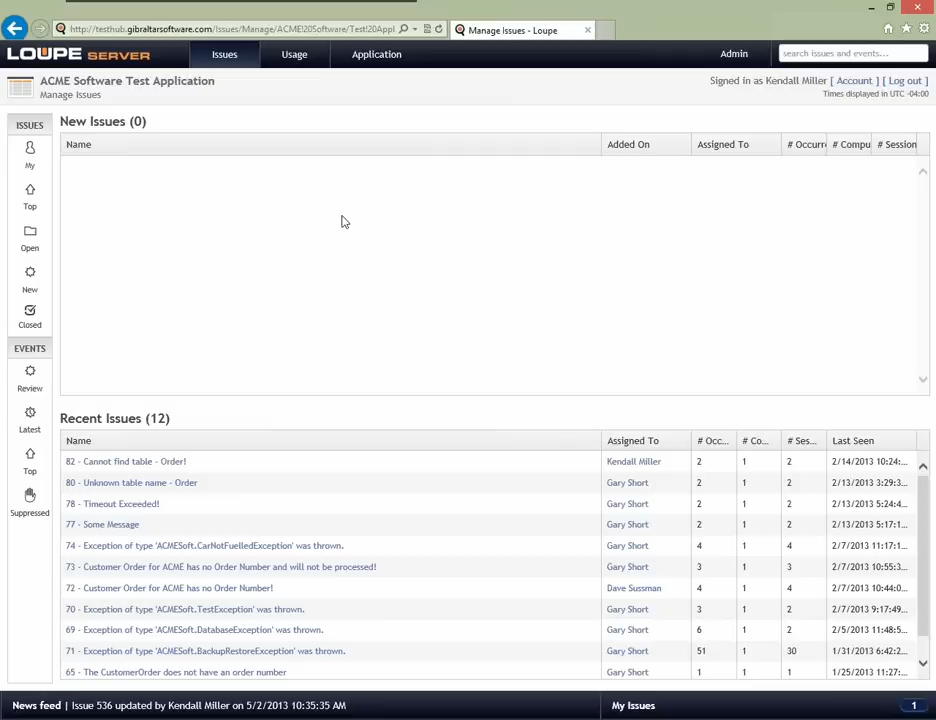 http://testhub.gibraltarsoftware.com/Issues/Manage/ACME%20Software/Test%20Appl
Manage Issues - Loupe
LOUPE SERVER
Issues
Usage
Application
Admin
search issues and events...
ACME Software Test Application
Manage Issues
Signed in as Kendall Miller [ Account ] [ Log out ]
Times displayed in UTC -04:00
ISSUES
My
Top
Open
New
Closed
EVENTS
Review
Latest
Top
Suppressed
New Issues (0)
Name Added On Assigned To # Occurre # Compu # Session
Recent Issues (12)
Name Assigned To # Occ... # Co... # Ses... Last Seen
82 - Cannot find table - Order! Kendall Miller 2 1 2 2/14/2013 10:24:...
80 - Unknown table name - Order Gary Short 2 1 2 2/13/2013 3:29:3...
78 - Timeout Exceeded! Gary Short 2 1 2 2/13/2013 5:24:4...
77 - Some Message Gary Short 2 1 2 2/13/2013 5:17:1...
74 - Exception of type 'ACMESoft.CarNotFuelledException' was thrown. Gary Short 4 1 4 2/7/2013 11:17:1...
73 - Customer Order for ACME has no Order Number and will not be processed! Gary Short 3 1 3 2/7/2013 10:55:3...
72 - Customer Order for ACME has no Order Number! Dave Sussman 4 1 4 2/7/2013 10:44:0...
70 - Exception of type 'ACMESoft.TestException' was thrown. Gary Short 3 1 2 2/7/2013 9:17:49...
69 - Exception of type 'ACMESoft.DatabaseException' was thrown. Gary Short 6 1 2 2/5/2013 11:48:5...
71 - Exception of type 'ACMESoft.BackupRestoreException' was thrown. Gary Short 51 1 30 1/31/2013 6:42:2...
65 - The CustomerOrder does not have an order number Gary Short 1 1 1 1/25/2013 11:27:...
News feed | Issue 536 updated by Kendall Miller on 5/2/2013 10:35:35 AM
My Issues 1